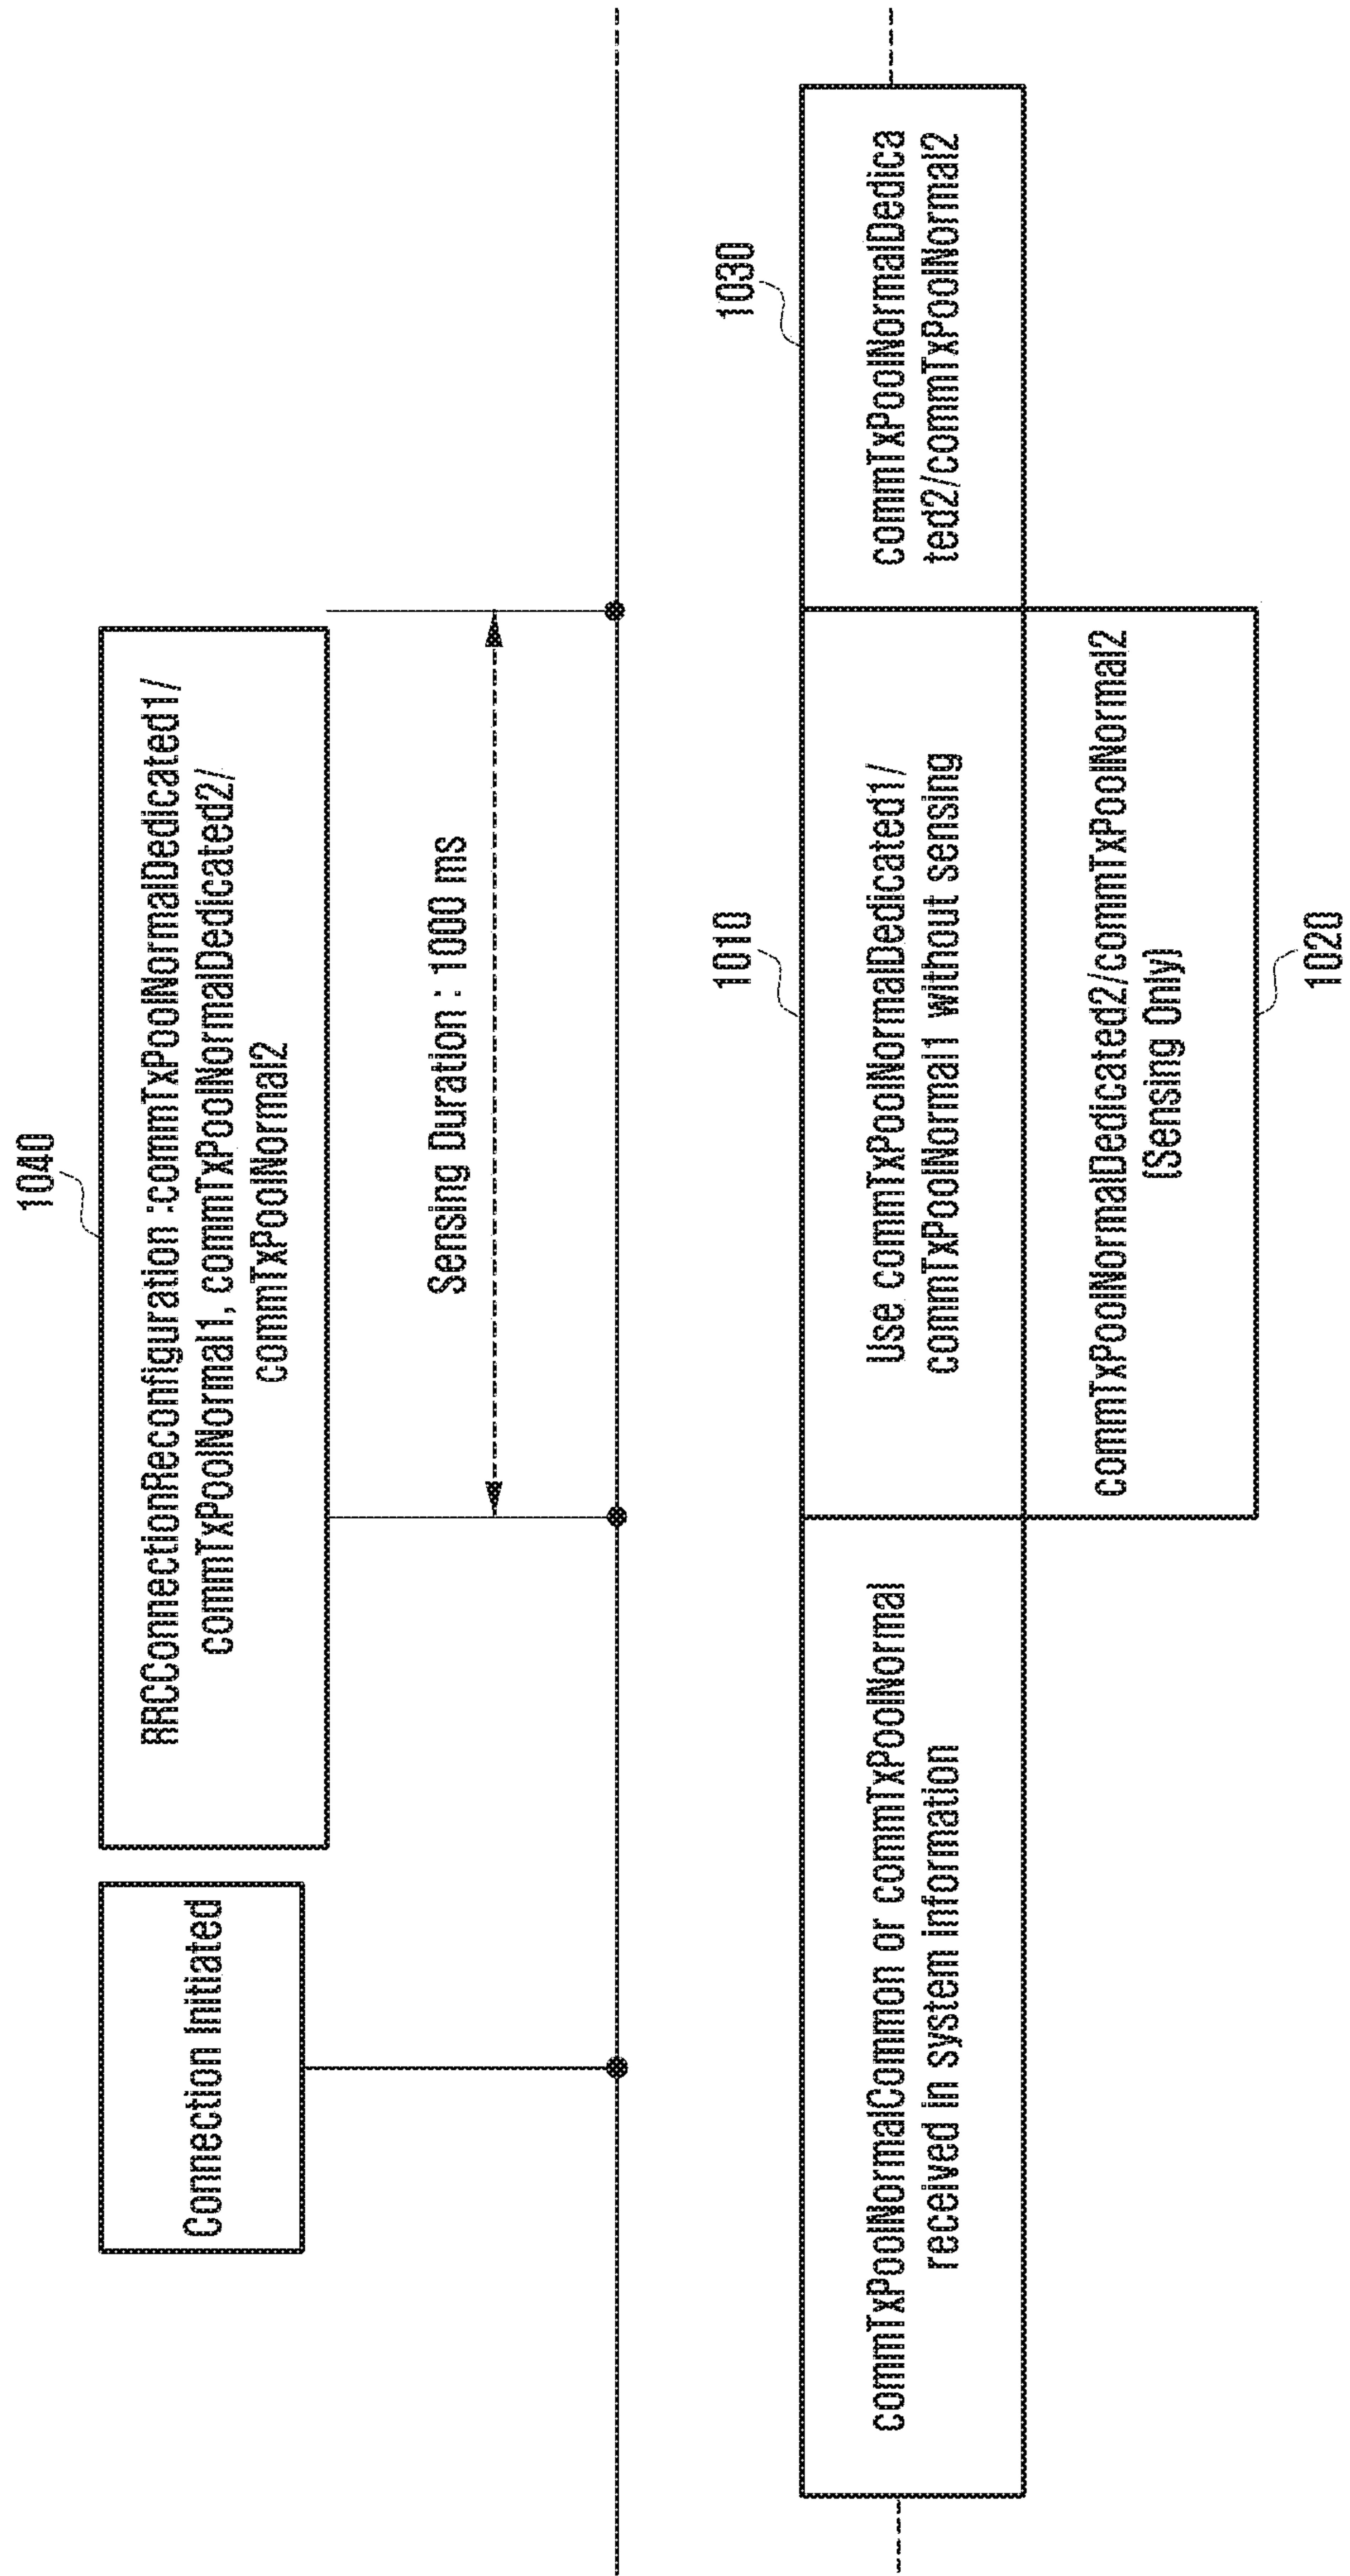 1040
Connection Initiated
RRCConnectionReconfiguration :commTxPoolNormalDedicated1/
commTxPoolNormal1, commTxPoolNormalDedicated2/
commTxPoolNormal2
Sensing Duration : 1000 ms
1010
1030
commTxPoolNormalCommon or commTxPoolNormal
received in system information
Use commTxPoolNormalDedicated1/
commTxPoolNormal1 without sensing
commTxPoolNormalDedica
ted2/commTxPoolNormal2
commTxPoolNormalDedicated2/commTxPoolNormal2
(Sensing Only)
1020